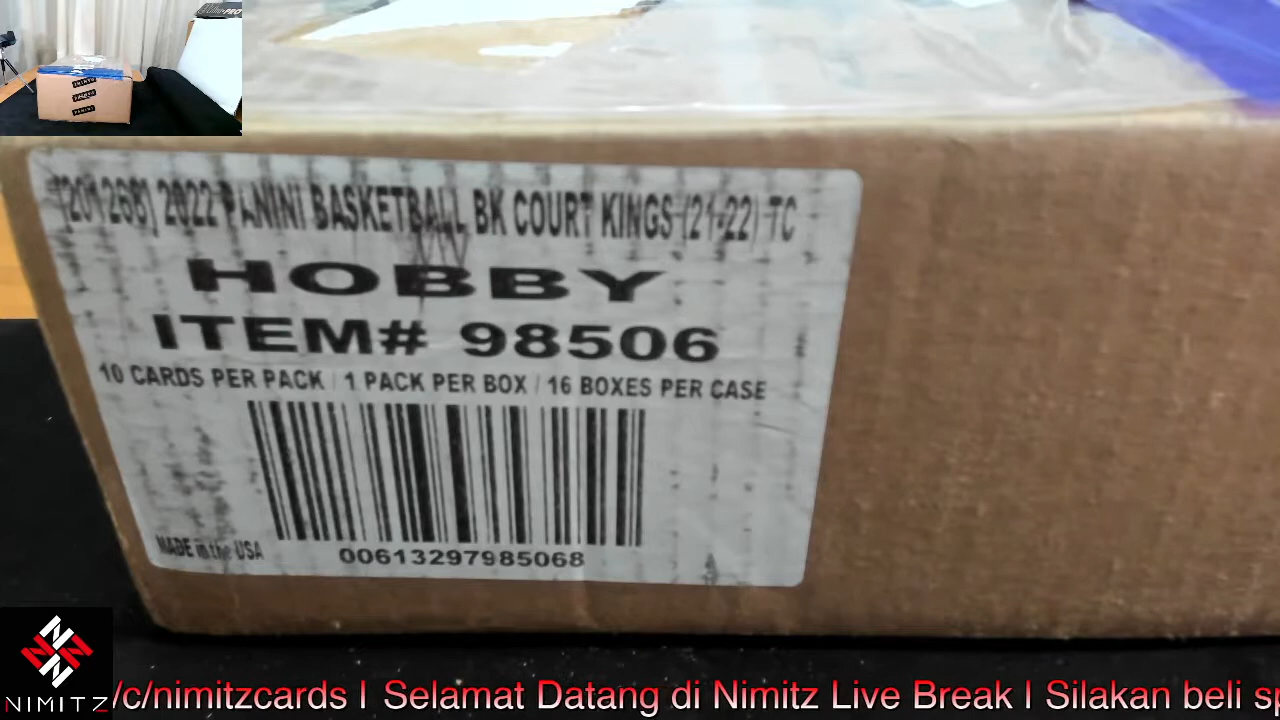 [201268] 2022 PANINI BASKETBALL BK COURT KINGS (21-22) TC
HOBBY
ITEM# 98506
10 CARDS PER PACK / 1 PACK PER BOX / 16 BOXES PER CASE
MADE in the USA
00613297985068
NIMITZ
/c/nimitzcards I Selamat Datang di Nimitz Live Break I Silakan beli